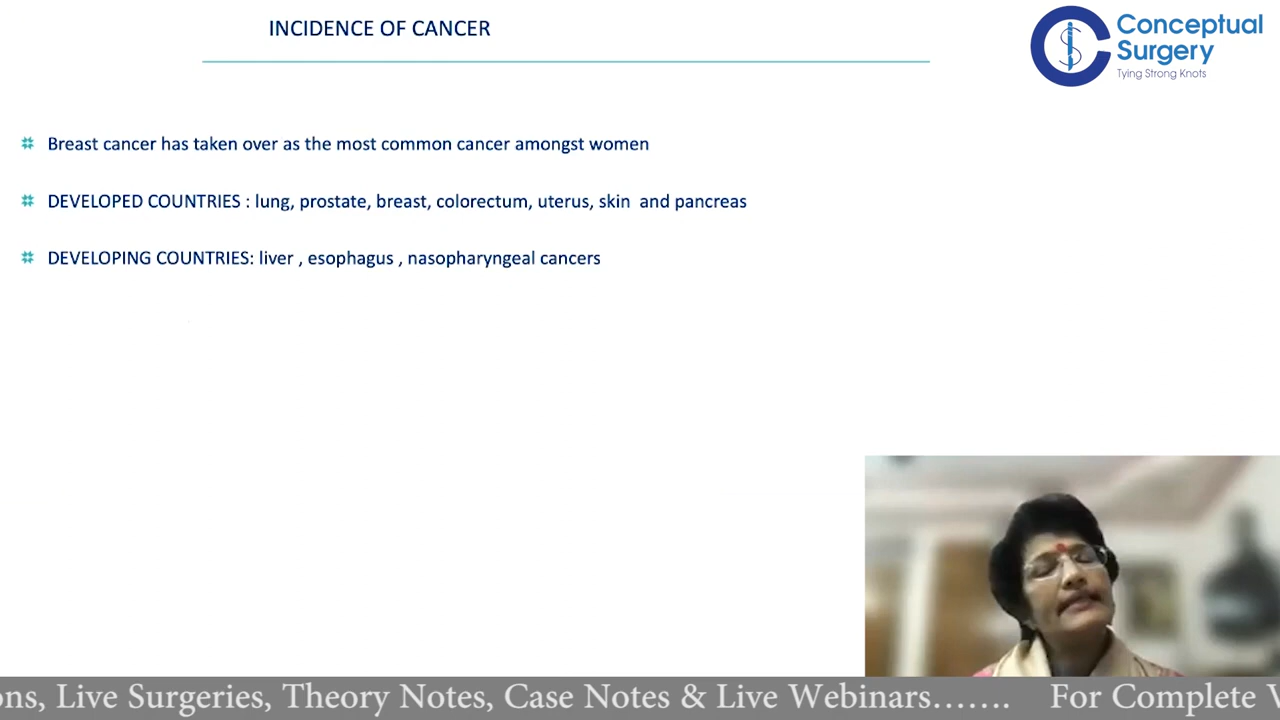 INCIDENCE OF CANCER
Conceptual
Surgery
Tying Strong Knots
Breast cancer has taken over as the most common cancer amongst women
DEVELOPED COUNTRIES : lung, prostate, breast, colorectum, uterus, skin and pancreas
DEVELOPING COUNTRIES: liver , esophagus , nasopharyngeal cancers
ons, Live Surgeries, Theory Notes, Case Notes & Live Webinars....... For Complete V